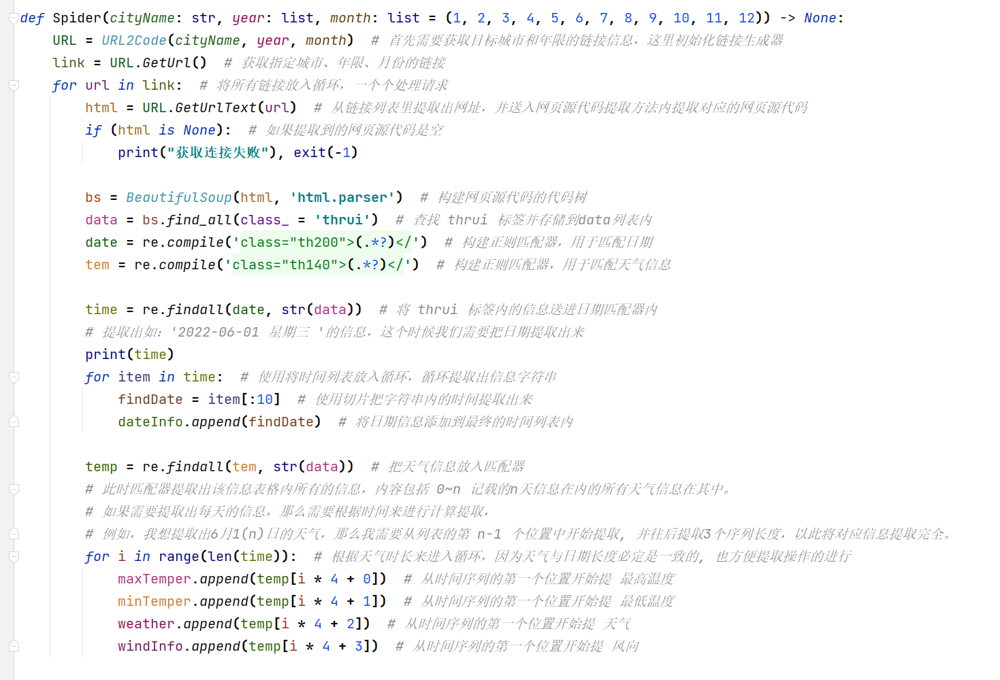 def Spider(cityName: str, year: list, month: list = (1, 2, 3, 4, 5, 6, 7, 8, 9, 10, 11, 12)) -> None:
    URL = URL2Code(cityName, year, month)  # 首先需要获取目标城市和年限的链接信息，这里初始化链接生成器
    link = URL.GetUrl()  # 获取指定城市、年限、月份的链接
    for url in link:  # 将所有链接放入循环，一个个处理请求
        html = URL.GetUrlText(url)  # 从链接列表里提取出网址，并送入网页源代码提取方法内提取对应的网页源代码
        if (html is None):  # 如果提取到的网页源代码是空
            print("获取连接失败"), exit(-1)
        bs = BeautifulSoup(html, 'html.parser')  # 构建网页源代码的代码树
        data = bs.find_all(class_ = 'thrui')  # 查找 thrui 标签并存储到data列表内
        date = re.compile('class="th200">(.*?)</')  # 构建正则匹配器，用于匹配日期
        tem = re.compile('class="th140">(.*?)</')  # 构建正则匹配器，用于匹配天气信息
        time = re.findall(date, str(data))  # 将 thrui 标签内的信息送进日期匹配器内
        # 提取出如：'2022-06-01 星期三 '的信息，这个时候我们需要把日期提取出来
        print(time)
        for item in time:  # 使用将时间列表放入循环，循环提取出信息字符串
            findDate = item[:10]  # 使用切片把字符串内的时间提取出来
            dateInfo.append(findDate)  # 将日期信息添加到最终的时间列表内
        temp = re.findall(tem, str(data))  # 把天气信息放入匹配器
        # 此时匹配器提取出该信息表格内所有的信息，内容包括 0~n 记载的n天信息在内的所有天气信息在其中。
        # 如果需要提取出每天的信息，那么需要根据时间来进行计算提取，
        # 例如，我想提取出6月1(n)日的天气，那么我需要从列表的第 n-1 个位置中开始提取, 并往后提取3个序列长度，以此将对应信息提取完全。
        for i in range(len(time)):  # 根据天气时长来进入循环，因为天气与日期长度必定是一致的, 也方便提取操作的进行
            maxTemper.append(temp[i * 4 + 0])  # 从时间序列的第一个位置开始提 最高温度
            minTemper.append(temp[i * 4 + 1])  # 从时间序列的第一个位置开始提 最低温度
            weather.append(temp[i * 4 + 2])  # 从时间序列的第一个位置开始提 天气
            windInfo.append(temp[i * 4 + 3])  # 从时间序列的第一个位置开始提 风向